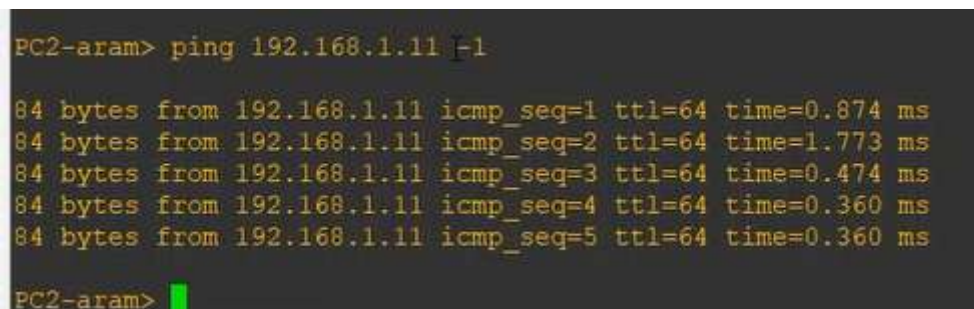 PC2-aram> ping 192.168.1.11 -1
84 bytes from 192.168.1.11 icmp_seq=1 ttl=64 time=0.874 ms
84 bytes from 192.168.1.11 icmp_seq=2 ttl=64 time=1.773 ms
84 bytes from 192.168.1.11 icmp_seq=3 ttl=64 time=0.474 ms
84 bytes from 192.168.1.11 icmp_seq=4 ttl=64 time=0.360 ms
84 bytes from 192.168.1.11 icmp_seq=5 ttl=64 time=0.360 ms
PC2-aram>